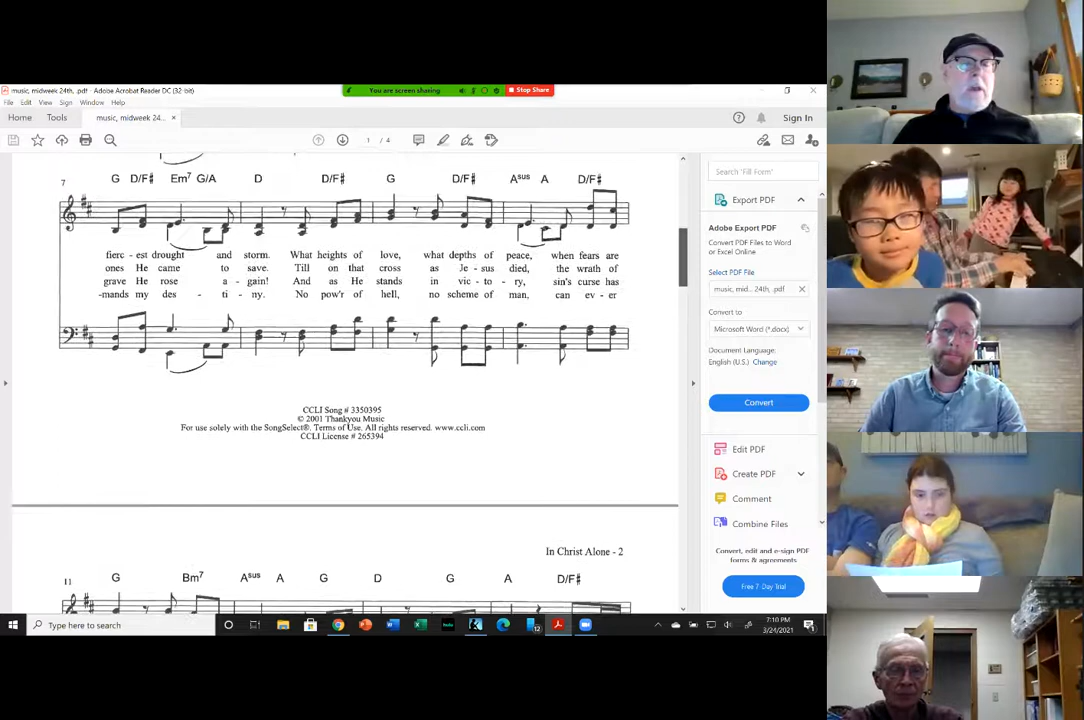 music, midweek 24th, .pdf - Adobe Acrobat Reader DC (32-bit)
You are screen sharing
Stop Share
File Edit View Sign Window Help
Home Tools music, midweek 24... ×
Sign In
1 / 4
7
G D/F# Em7 G/A D D/F# G D/F# Asus A D/F#
fierc - est drought and storm. What heights of love, what depths of peace, when fears are
ones He came to save. Till on that cross as Je - sus died, the wrath of
grave He rose a - gain! And as He stands in vic - to - ry, sin's curse has
-mands my des - ti - ny. No pow'r of hell, no scheme of man, can ev - er
CCLI Song # 3350395
© 2001 Thankyou Music
For use solely with the SongSelect®. Terms of Use. All rights reserved. www.ccli.com
CCLI License # 265394
In Christ Alone - 2
11
G Bm7 Asus A G D G A D/F#
Search 'Fill Form'
Export PDF
Adobe Export PDF
Convert PDF Files to Word
or Excel Online
Select PDF File
music, mid... 24th, .pdf ×
Convert to
Microsoft Word (*.docx)
Document Language:
English (U.S.) Change
Convert
Edit PDF
Create PDF
Comment
Combine Files
Convert, edit and e-sign PDF
forms & agreements
Free 7-Day Trial
Type here to search
hulu
12
7:10 PM
3/24/2021
1